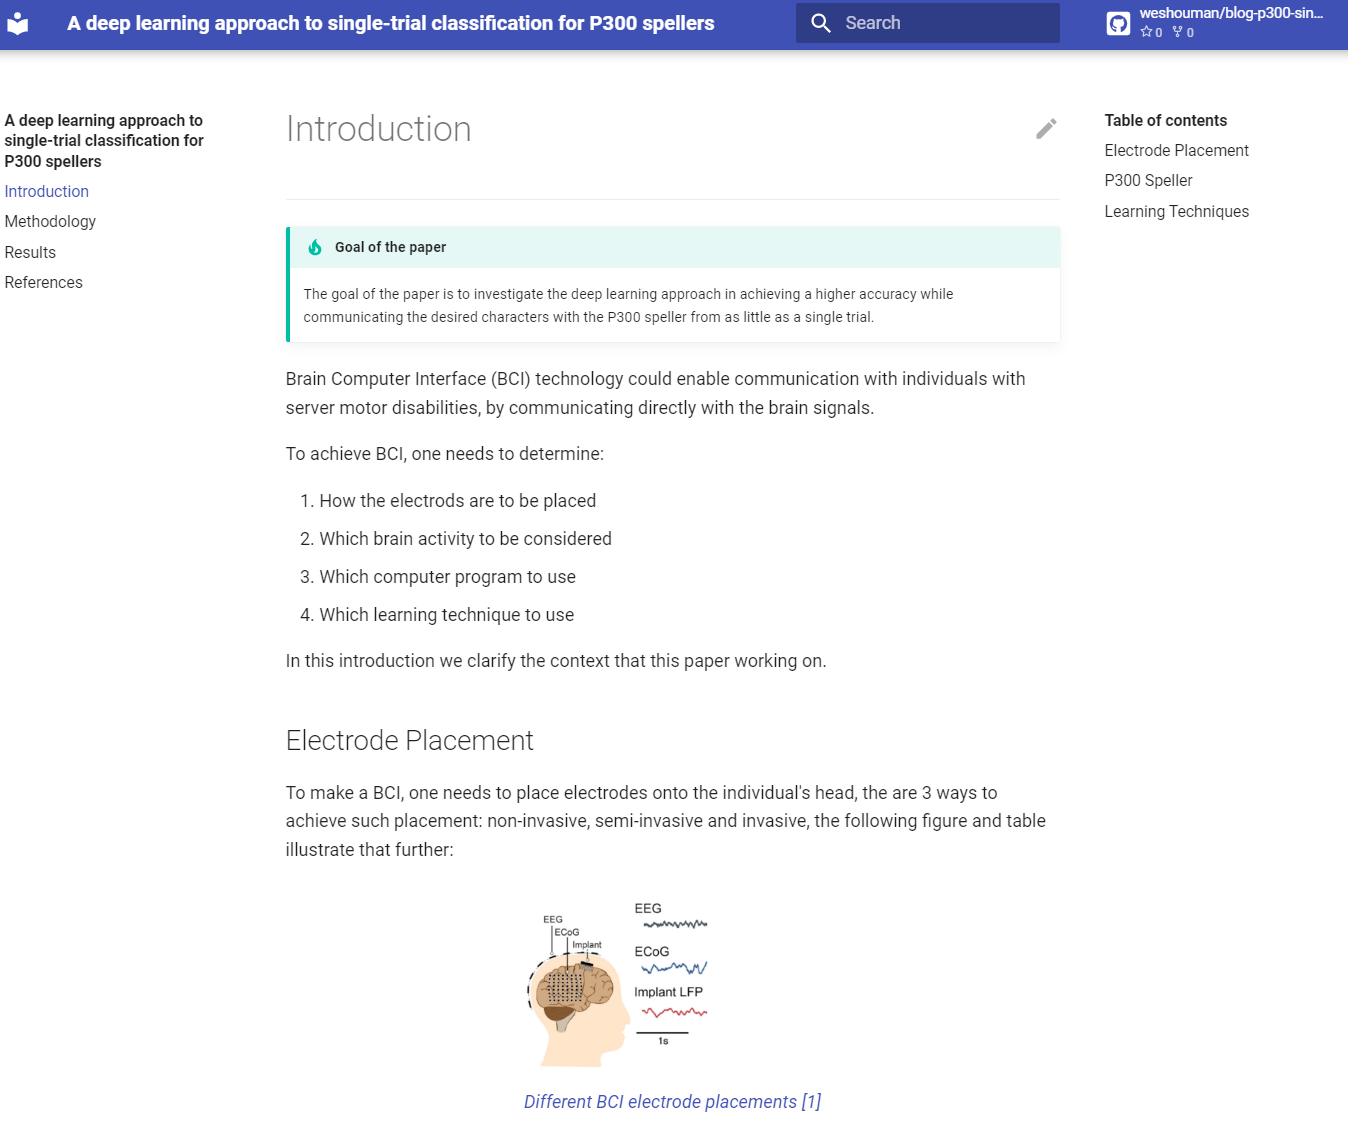 A deep learning approach to single-trial classification for P300 spellers
Search
weshouman/blog-p300-sin...
0 0
A deep learning approach to
single-trial classification for
P300 spellers
Introduction
Methodology
Results
References
Introduction
Goal of the paper
The goal of the paper is to investigate the deep learning approach in achieving a higher accuracy while
communicating the desired characters with the P300 speller from as little as a single trial.
Brain Computer Interface (BCI) technology could enable communication with individuals with
server motor disabilities, by communicating directly with the brain signals.
To achieve BCI, one needs to determine:
1. How the electrods are to be placed
2. Which brain activity to be considered
3. Which computer program to use
4. Which learning technique to use
In this introduction we clarify the context that this paper working on.
Electrode Placement
To make a BCI, one needs to place electrodes onto the individual's head, the are 3 ways to
achieve such placement: non-invasive, semi-invasive and invasive, the following figure and table
illustrate that further:
EEG
ECoG
Implant
EEG
ECoG
Implant LFP
1s
Different BCI electrode placements [1]
Table of contents
Electrode Placement
P300 Speller
Learning Techniques